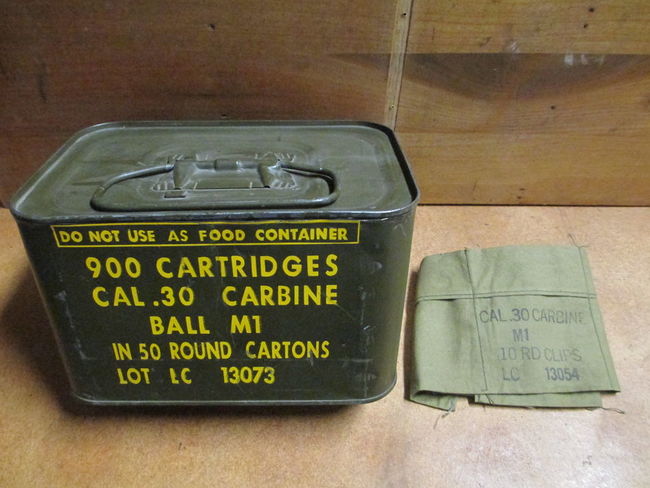 DO NOT USE AS FOOD CONTAINER
900 CARTRIDGES
CAL .30 CARBINE
BALL M1
IN 50 ROUND CARTONS
LOT LC 13073
CAL .30 CARBINE
M1
10 RD CLIPS
LC 13054